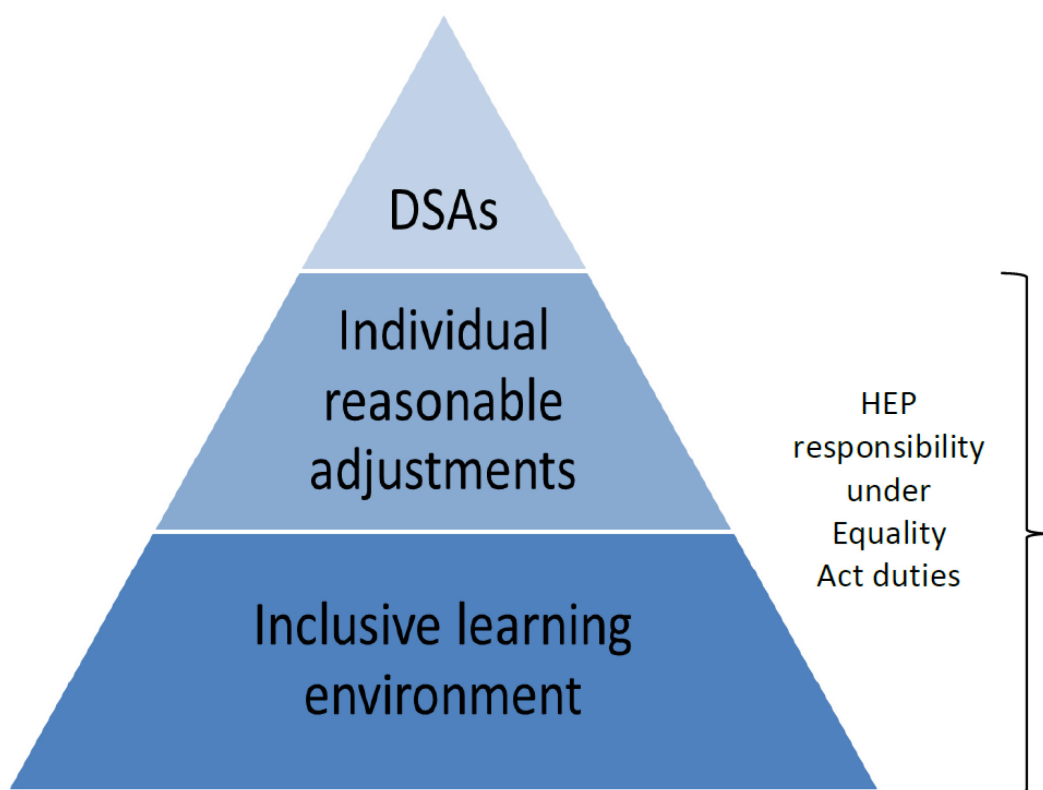 DSAs
Individual
reasonable
adjustments
Inclusive learning
environment
HEP
responsibility
under
Equality
Act duties